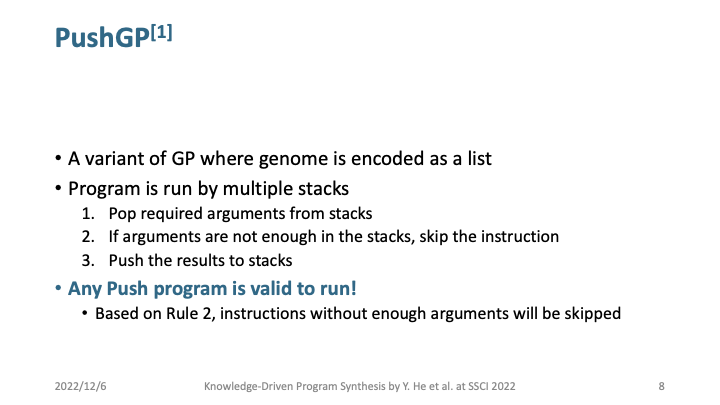 PushGP[1]
• A variant of GP where genome is encoded as a list
• Program is run by multiple stacks
1. Pop required arguments from stacks
2. If arguments are not enough in the stacks, skip the instruction
3. Push the results to stacks
• Any Push program is valid to run!
• Based on Rule 2, instructions without enough arguments will be skipped
2022/12/6 Knowledge-Driven Program Synthesis by Y. He et al. at SSCI 2022 8